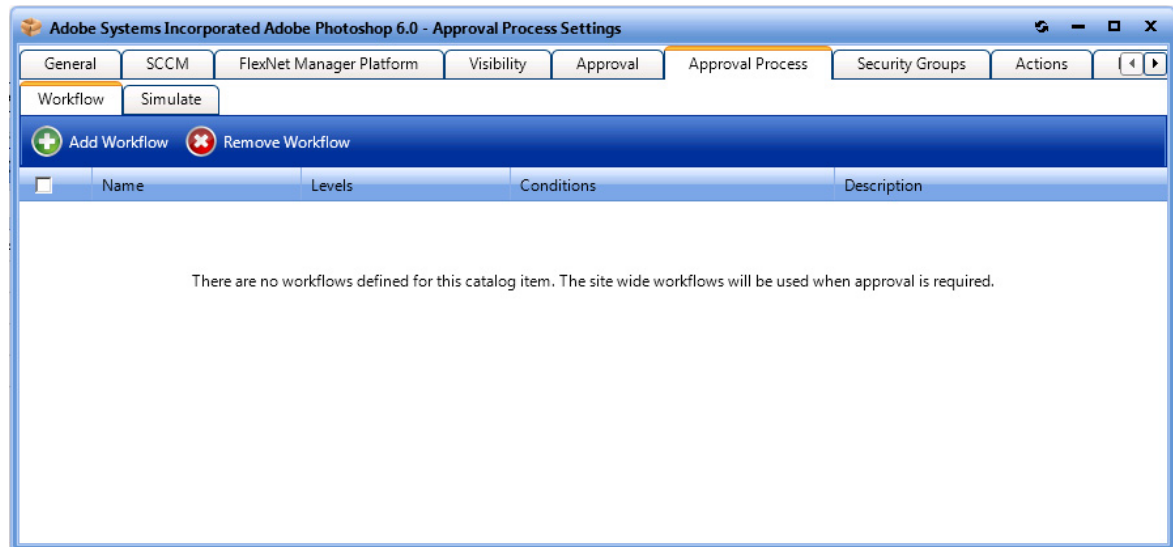 Adobe Systems Incorporated Adobe Photoshop 6.0 - Approval Process Settings
General SCCM FlexNet Manager Platform Visibility Approval Approval Process Security Groups Actions
Workflow Simulate
Add Workflow Remove Workflow
Name Levels Conditions Description
There are no workflows defined for this catalog item. The site wide workflows will be used when approval is required.